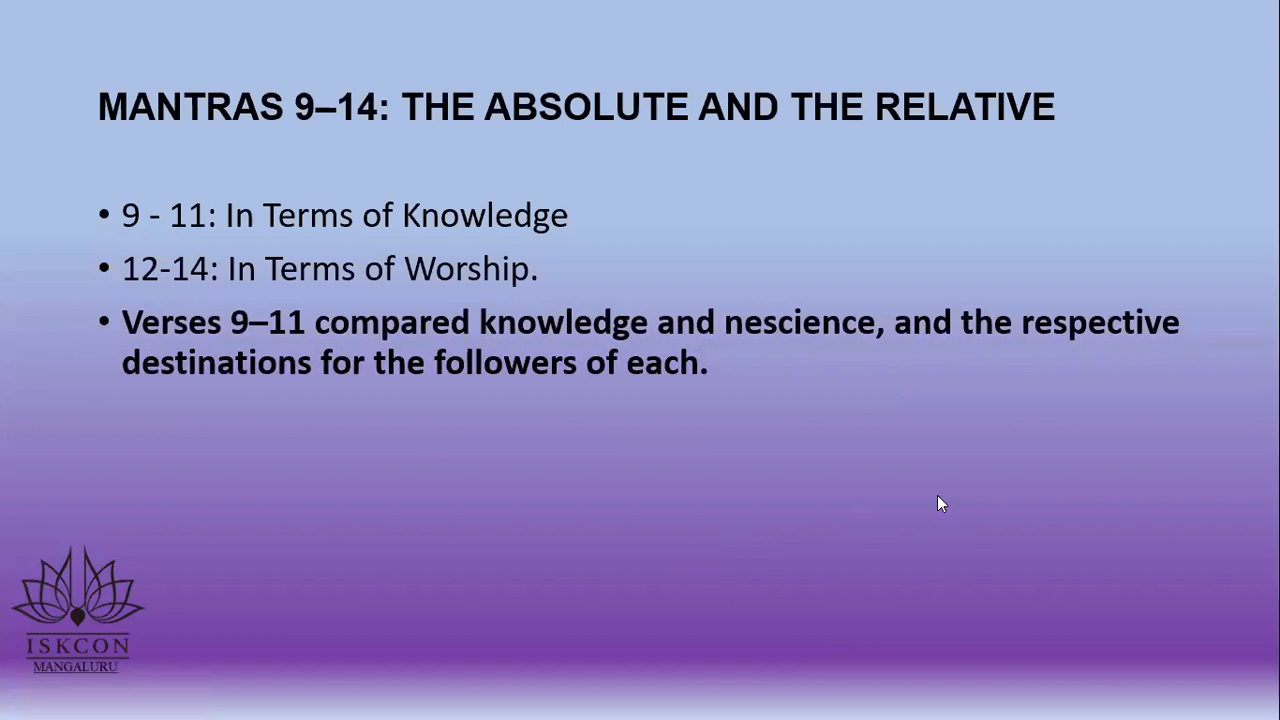 MANTRAS 9–14: THE ABSOLUTE AND THE RELATIVE
• 9 - 11: In Terms of Knowledge
• 12-14: In Terms of Worship.
• Verses 9–11 compared knowledge and nescience, and the respective
destinations for the followers of each.
ISKCON
MANGALURU